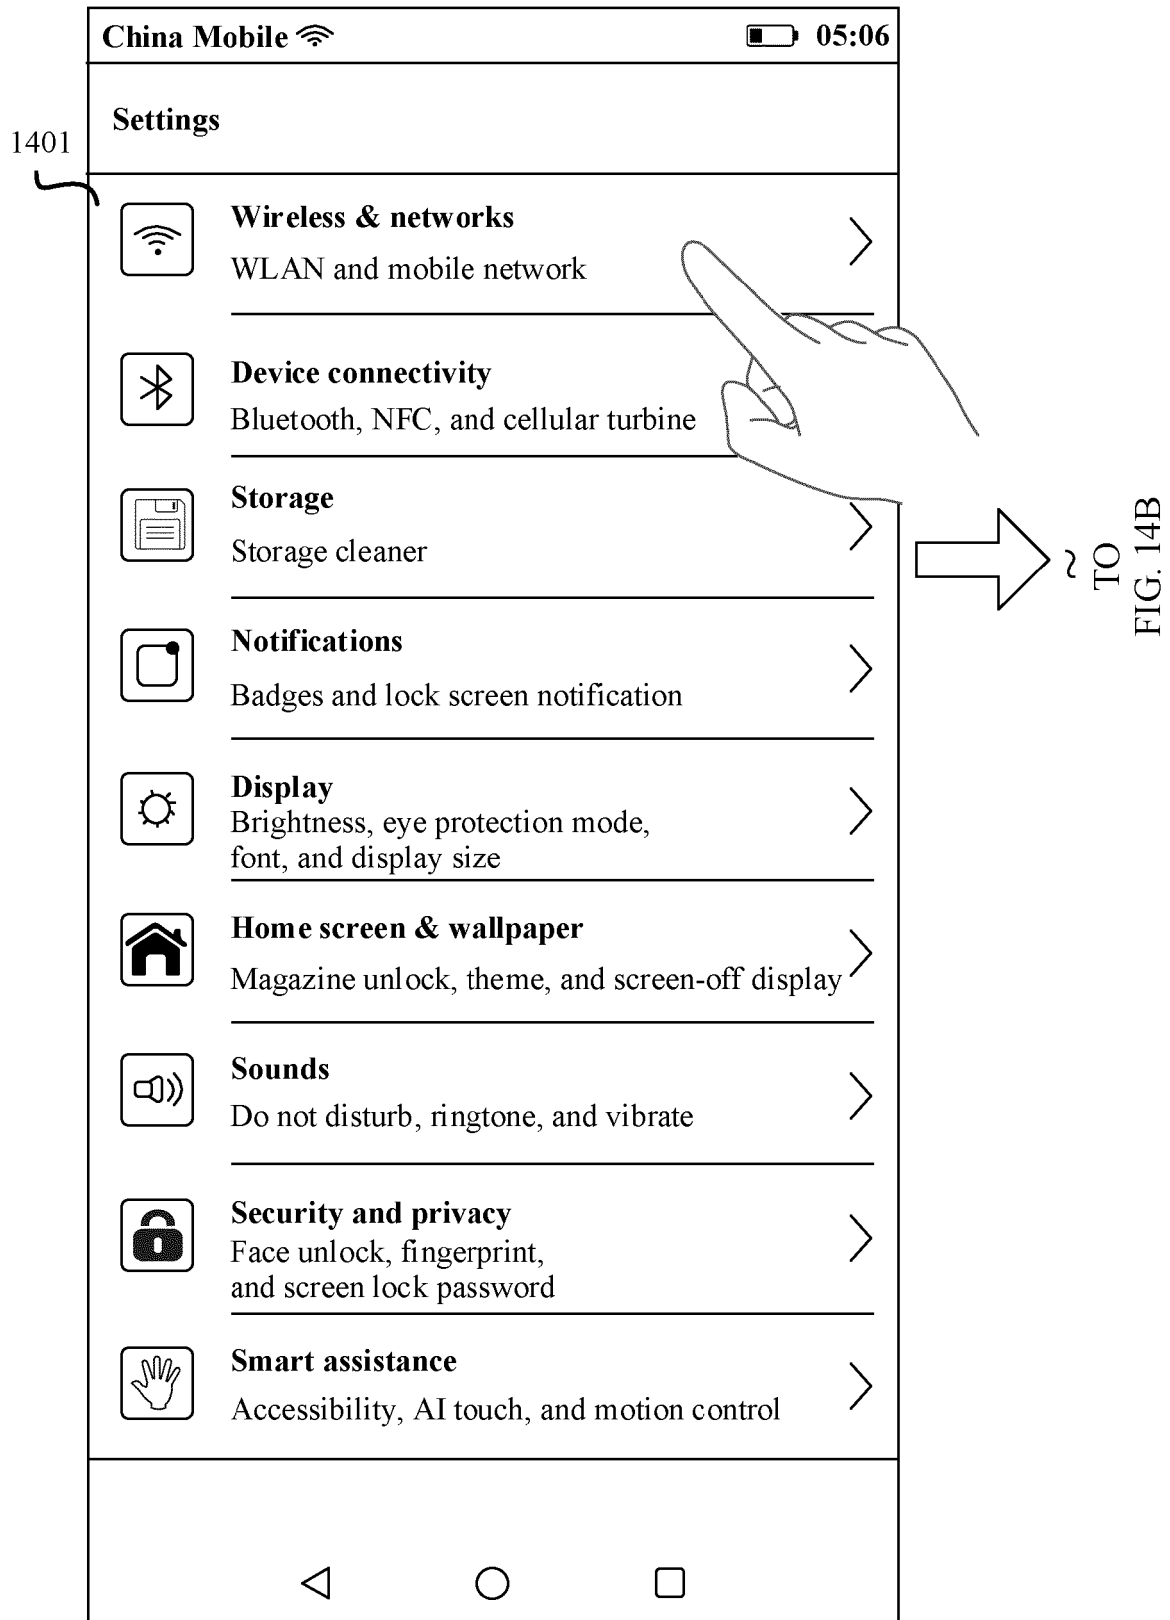 China Mobile 05:06
Settings
1401
Wireless & networks
WLAN and mobile network
Device connectivity
Bluetooth, NFC, and cellular turbine
Storage
Storage cleaner
Notifications
Badges and lock screen notification
Display
Brightness, eye protection mode,
font, and display size
Home screen & wallpaper
Magazine unlock, theme, and screen-off display
Sounds
Do not disturb, ringtone, and vibrate
Security and privacy
Face unlock, fingerprint,
and screen lock password
Smart assistance
Accessibility, AI touch, and motion control
~
TO
FIG. 14B